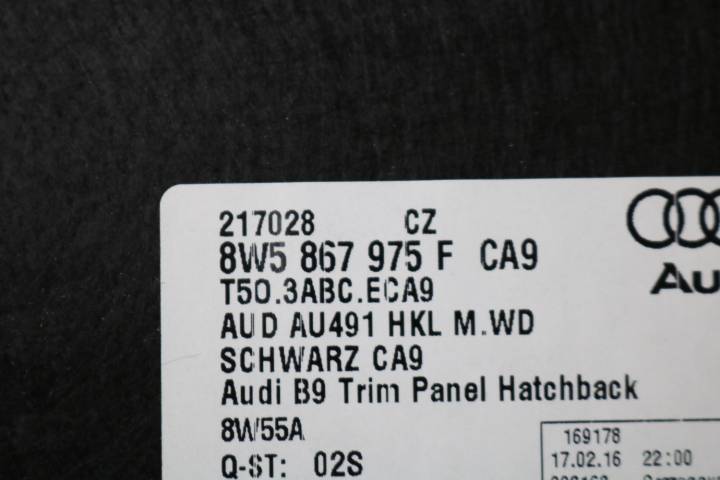 217028 CZ
8W5 867 975 F CA9
T50.3ABC.ECA9
AUD AU491 HKL M.WD
SCHWARZ CA9
Audi B9 Trim Panel Hatchback
8W55A
Q-ST: 02S
169178
17.02.16 22:00